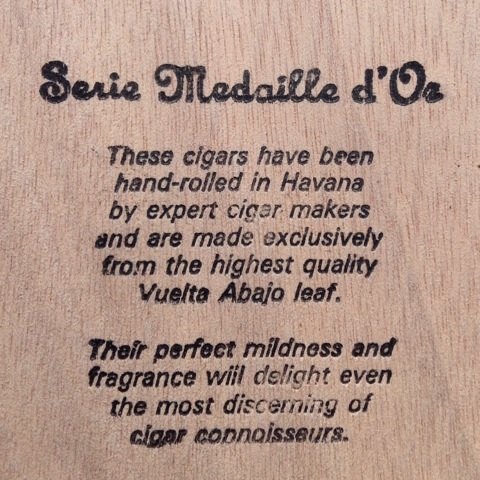 Serie Medaille d'Or
These cigars have been
hand-rolled in Havana
by expert cigar makers
and are made exclusively
from the highest quality
Vuelta Abajo leaf.
Their perfect mildness and
fragrance will delight even
the most discerning of
cigar connoisseurs.